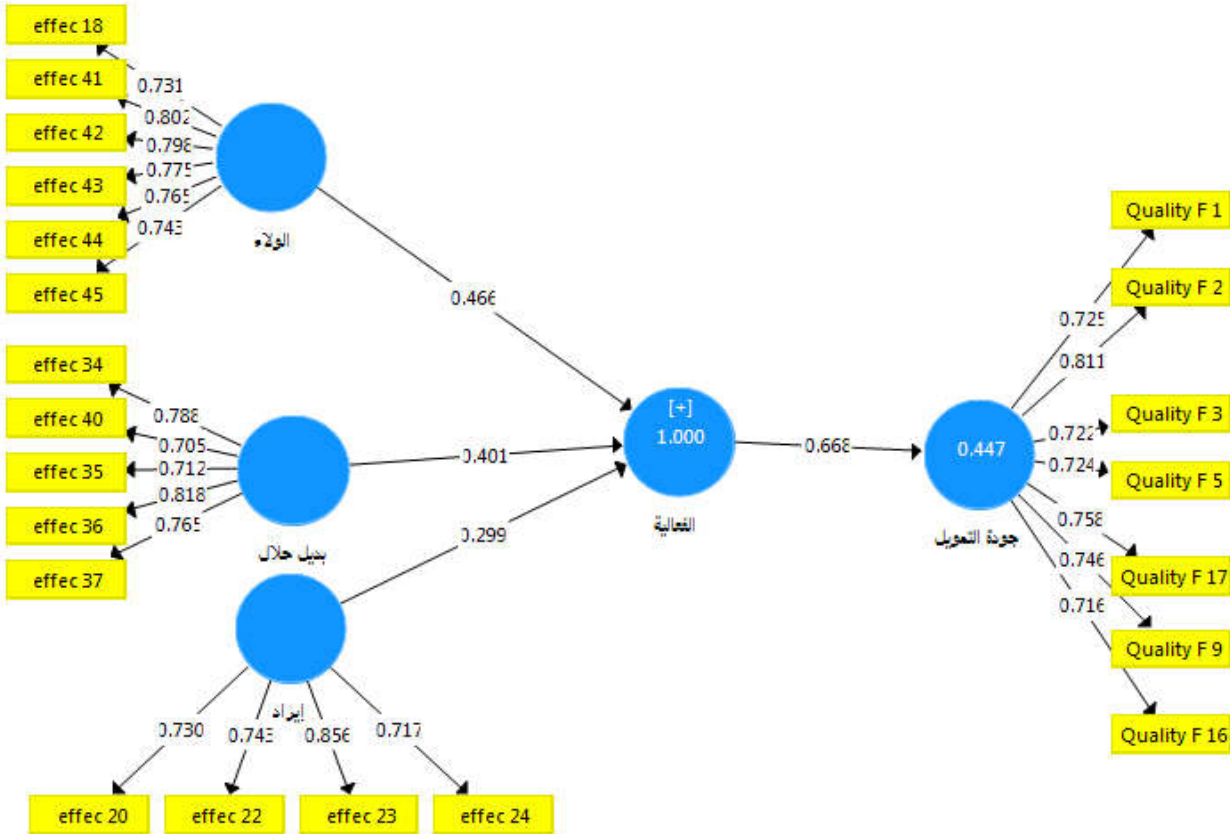 effec 18
effec 41
effec 42
effec 43
effec 44
effec 45
0.731
0.802
0.798
0.775
0.765
0.743
الولاء
0.466
effec 34
effec 40
effec 35
effec 36
effec 37
0.788
0.705
0.712
0.818
0.765
بديل حلال
0.401
0.299
إيراد
0.730
0.743
0.856
0.717
effec 20
effec 22
effec 23
effec 24
[+]
1.000
الفعالية
0.668
0.447
جودة التمويل
0.725
0.811
0.722
0.724
0.758
0.746
0.716
Quality F 1
Quality F 2
Quality F 3
Quality F 5
Quality F 17
Quality F 9
Quality F 16